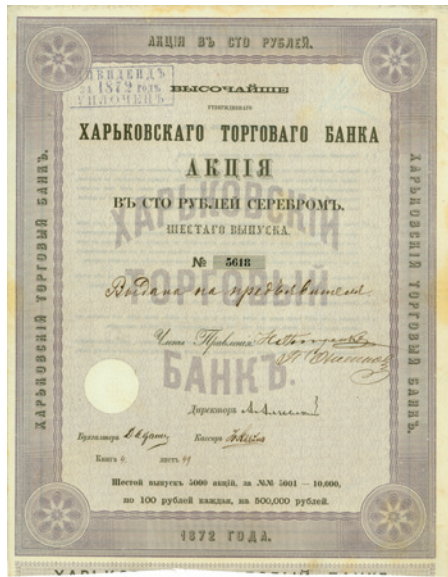 АКЦІЯ ВЪ СТО РУБЛЕЙ.
ДИВИДЕНДЪ
за 1872 годъ
УПЛОЧЕНЪ
ВЫСОЧАЙШЕ
УТВЕРЖДЕННАГО
ХАРЬКОВСКАГО ТОРГОВАГО БАНКА
АКЦІЯ
ВЪ СТО РУБЛЕЙ СЕРЕБРОМЪ.
ШЕСТАГО ВЫПУСКА.
№ 5618
Выдана на предъявителя
Члены Правленія
Директоръ
Бухгалтеръ
Кассиръ
Книга 4. листъ 49
Шестой выпускъ 5000 акцій, за №№ 5001 — 10,000,
по 100 рублей каждая, на 500,000 рублей.
1872 ГОДА.
ХАРЬКОВСКІЙ ТОРГОВЫЙ БАНКЪ.
ХАРЬКОВСКІЙ ТОРГОВЫЙ БАНКЪ.
ХАРЬКОВСКІЙ
ТОРГОВЫЙ
БАНКЪ.